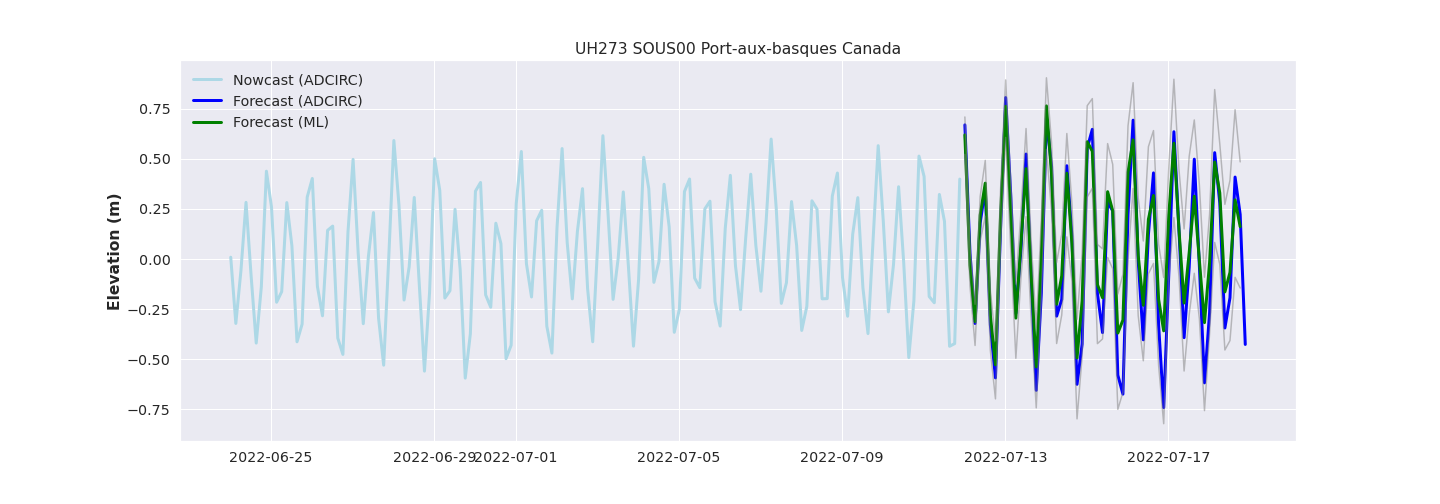 UH273 SOUS00 Port-aux-basques Canada
Nowcast (ADCIRC)
Forecast (ADCIRC)
Forecast (ML)
Elevation (m)
0.75
0.50
0.25
0.00
−0.25
−0.50
−0.75
2022-06-25 2022-06-29 2022-07-01 2022-07-05 2022-07-09 2022-07-13 2022-07-17